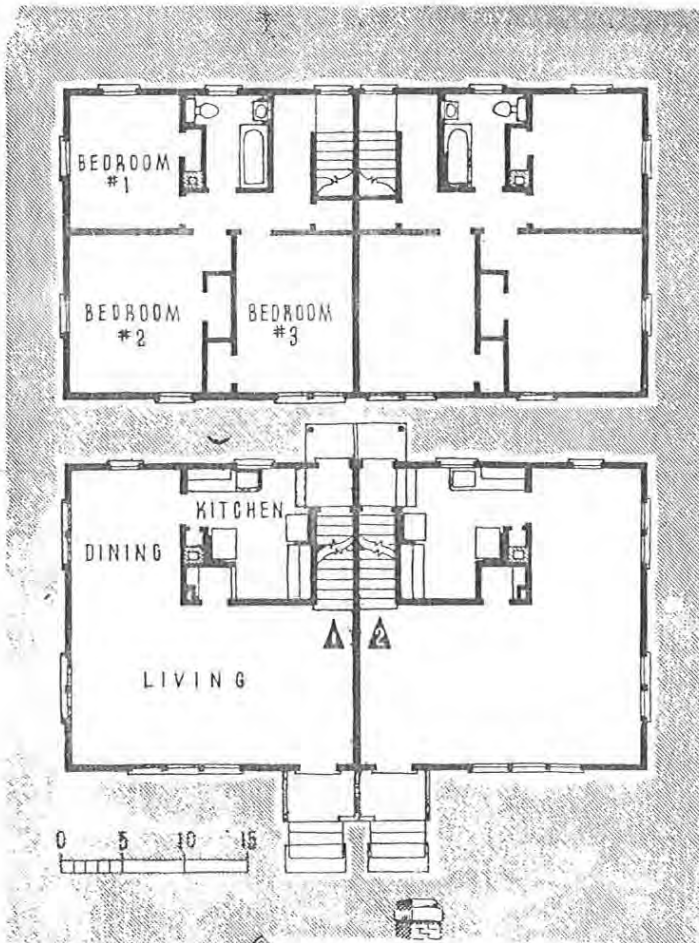 BEDROOM
#1
BEDROOM
#2
BEDROOM
#3
KITCHEN
DINING
1 2
LIVING
0 5 10 15